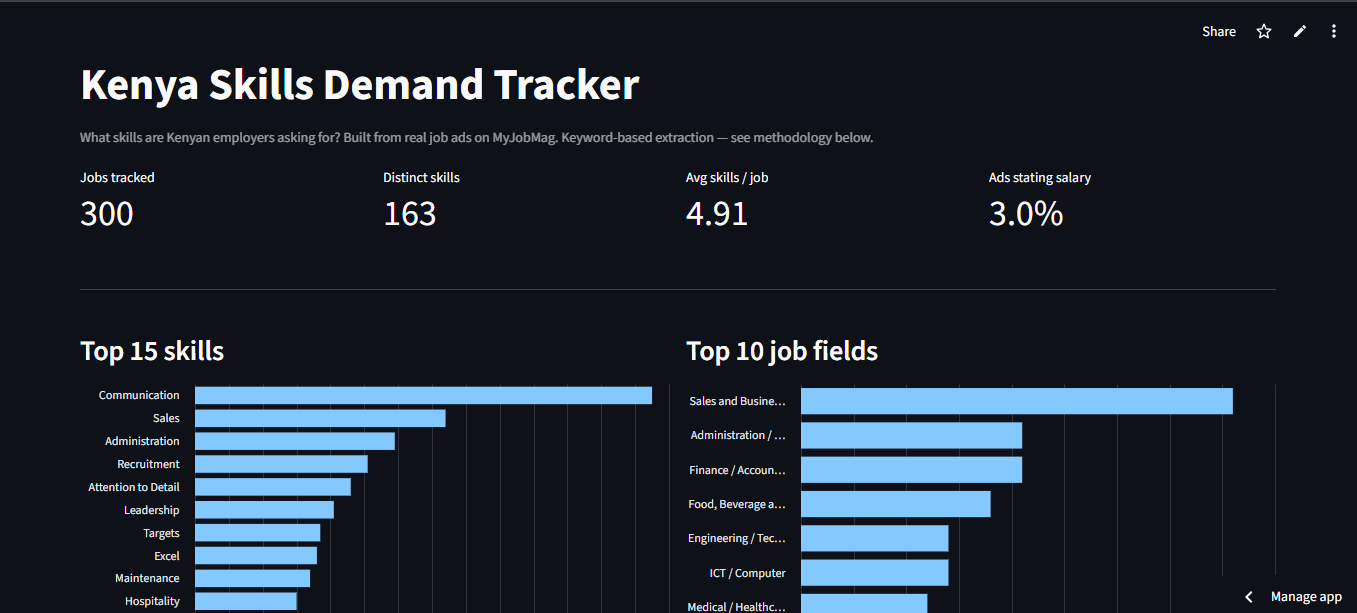 Share
Kenya Skills Demand Tracker
What skills are Kenyan employers asking for? Built from real job ads on MyJobMag. Keyword-based extraction — see methodology below.
Jobs tracked
Distinct skills
Avg skills / job
Ads stating salary
300
163
4.91
3.0%
Top 15 skills
Communication
Sales
Administration
Recruitment
Attention to Detail
Leadership
Targets
Excel
Maintenance
Hospitality
Top 10 job fields
Sales and Busine…
Administration / …
Finance / Accoun…
Food, Beverage a…
Engineering / Tec…
ICT / Computer
Medical / Healthc…
Manage app